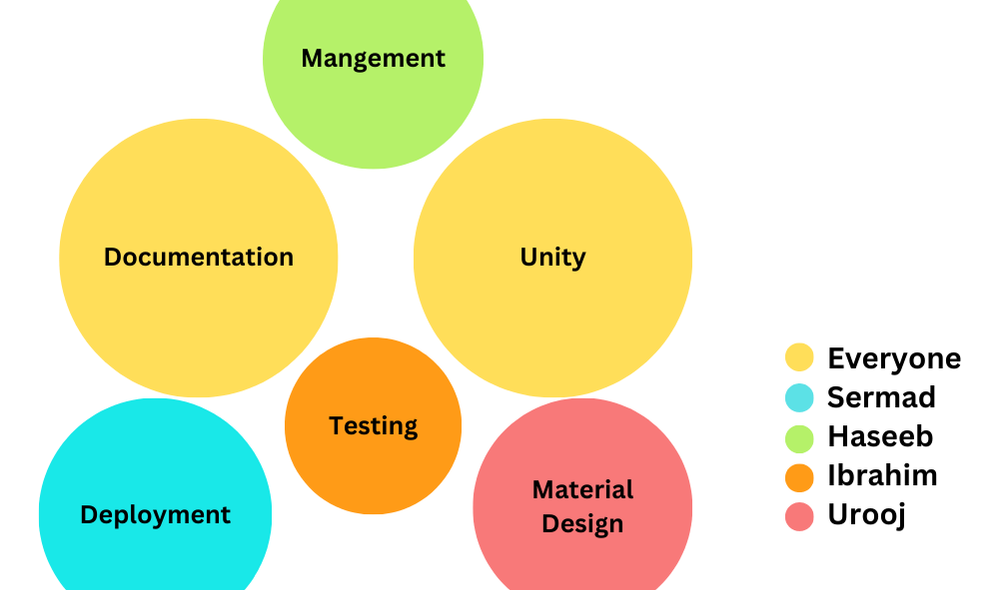 Mangement
Documentation
Unity
Testing
Deployment
Material
Design
Everyone
Sermad
Haseeb
Ibrahim
Urooj